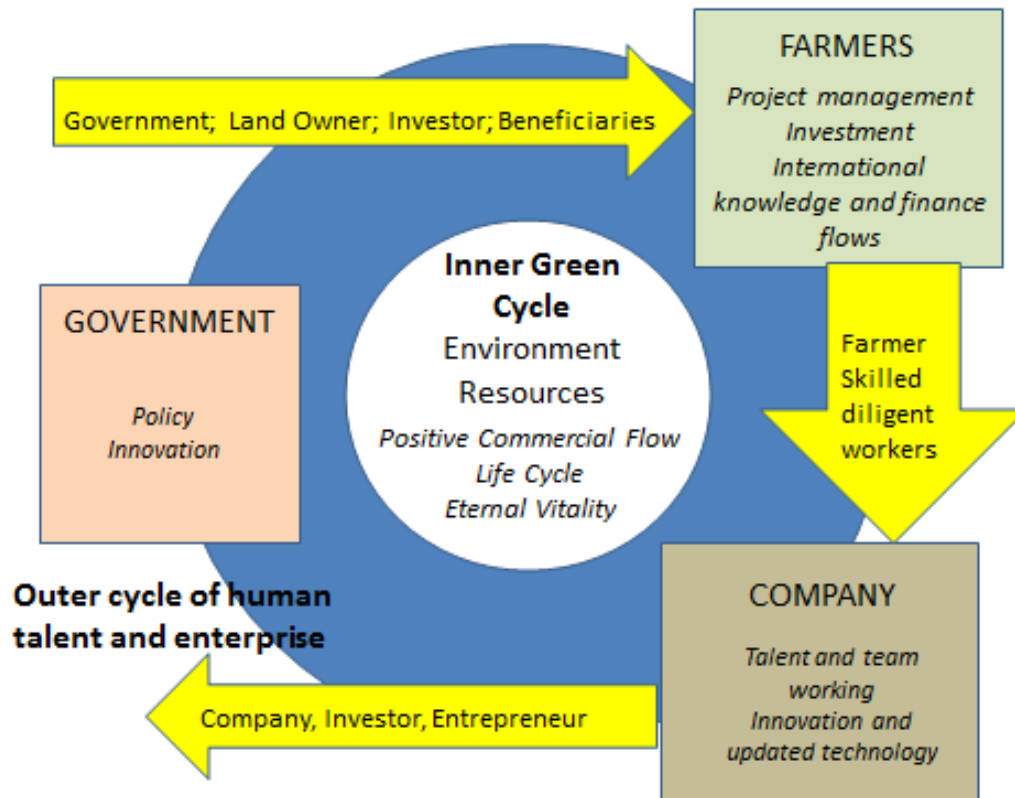 FARMERS
Project management
Investment
International
knowledge and finance
flows
Government; Land Owner; Investor; Beneficiaries
Inner Green
Cycle
Environment
Resources
Positive Commercial Flow
Life Cycle
Eternal Vitality
GOVERNMENT
Policy
Innovation
Farmer
Skilled
diligent
workers
Outer cycle of human
talent and enterprise
COMPANY
Talent and team
working
Innovation and
updated technology
Company, Investor, Entrepreneur